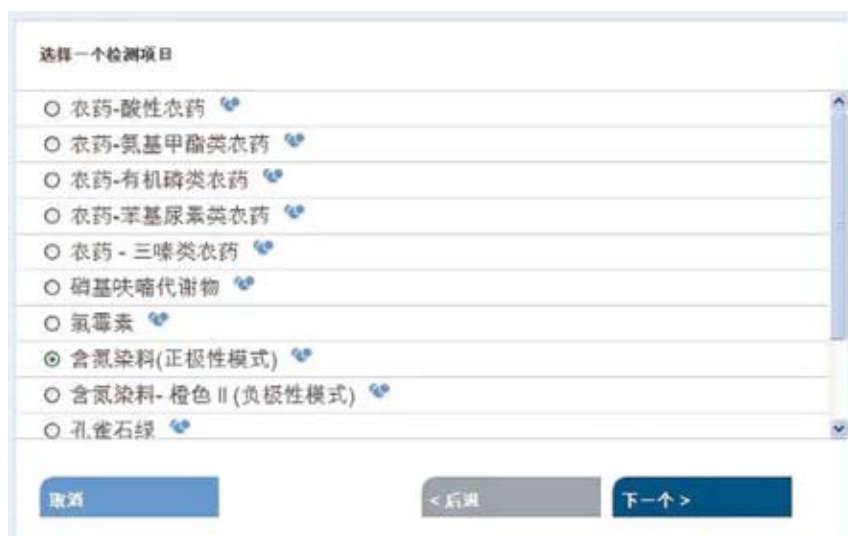 选择一个检测项目
农药-酸性农药
农药-氨基甲酯类农药
农药-有机磷类农药
农药-苯基尿素类农药
农药 - 三嗪类农药
硝基呋喃代谢物
氯霉素
含氮染料(正极性模式)
含氮染料- 橙色 II (负极性模式)
孔雀石绿
取消
< 后退
下一个 >